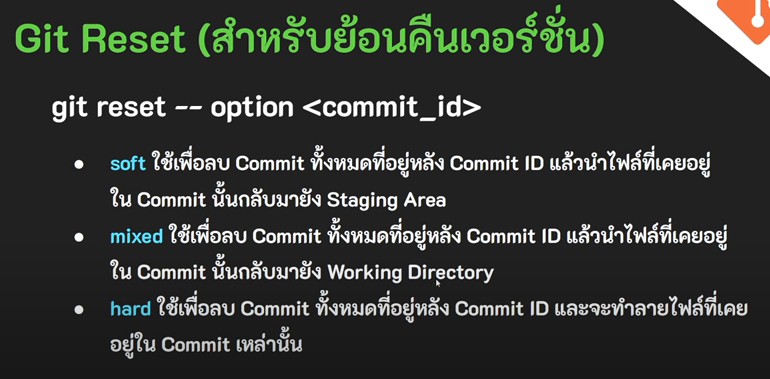 Git Reset (สำหรับย้อนคืนเวอร์ชั่น)
git reset -- option <commit_id>
● soft ใช้เพื่อลบ Commit ทั้งหมดที่อยู่หลัง Commit ID แล้วนำไฟล์ที่เคยอยู่
ใน Commit นั้นกลับมายัง Staging Area
● mixed ใช้เพื่อลบ Commit ทั้งหมดที่อยู่หลัง Commit ID แล้วนำไฟล์ที่เคยอยู่
ใน Commit นั้นกลับมายัง Working Directory
● hard ใช้เพื่อลบ Commit ทั้งหมดที่อยู่หลัง Commit ID และจะทำลายไฟล์ที่เคย
อยู่ใน Commit เหล่านั้น